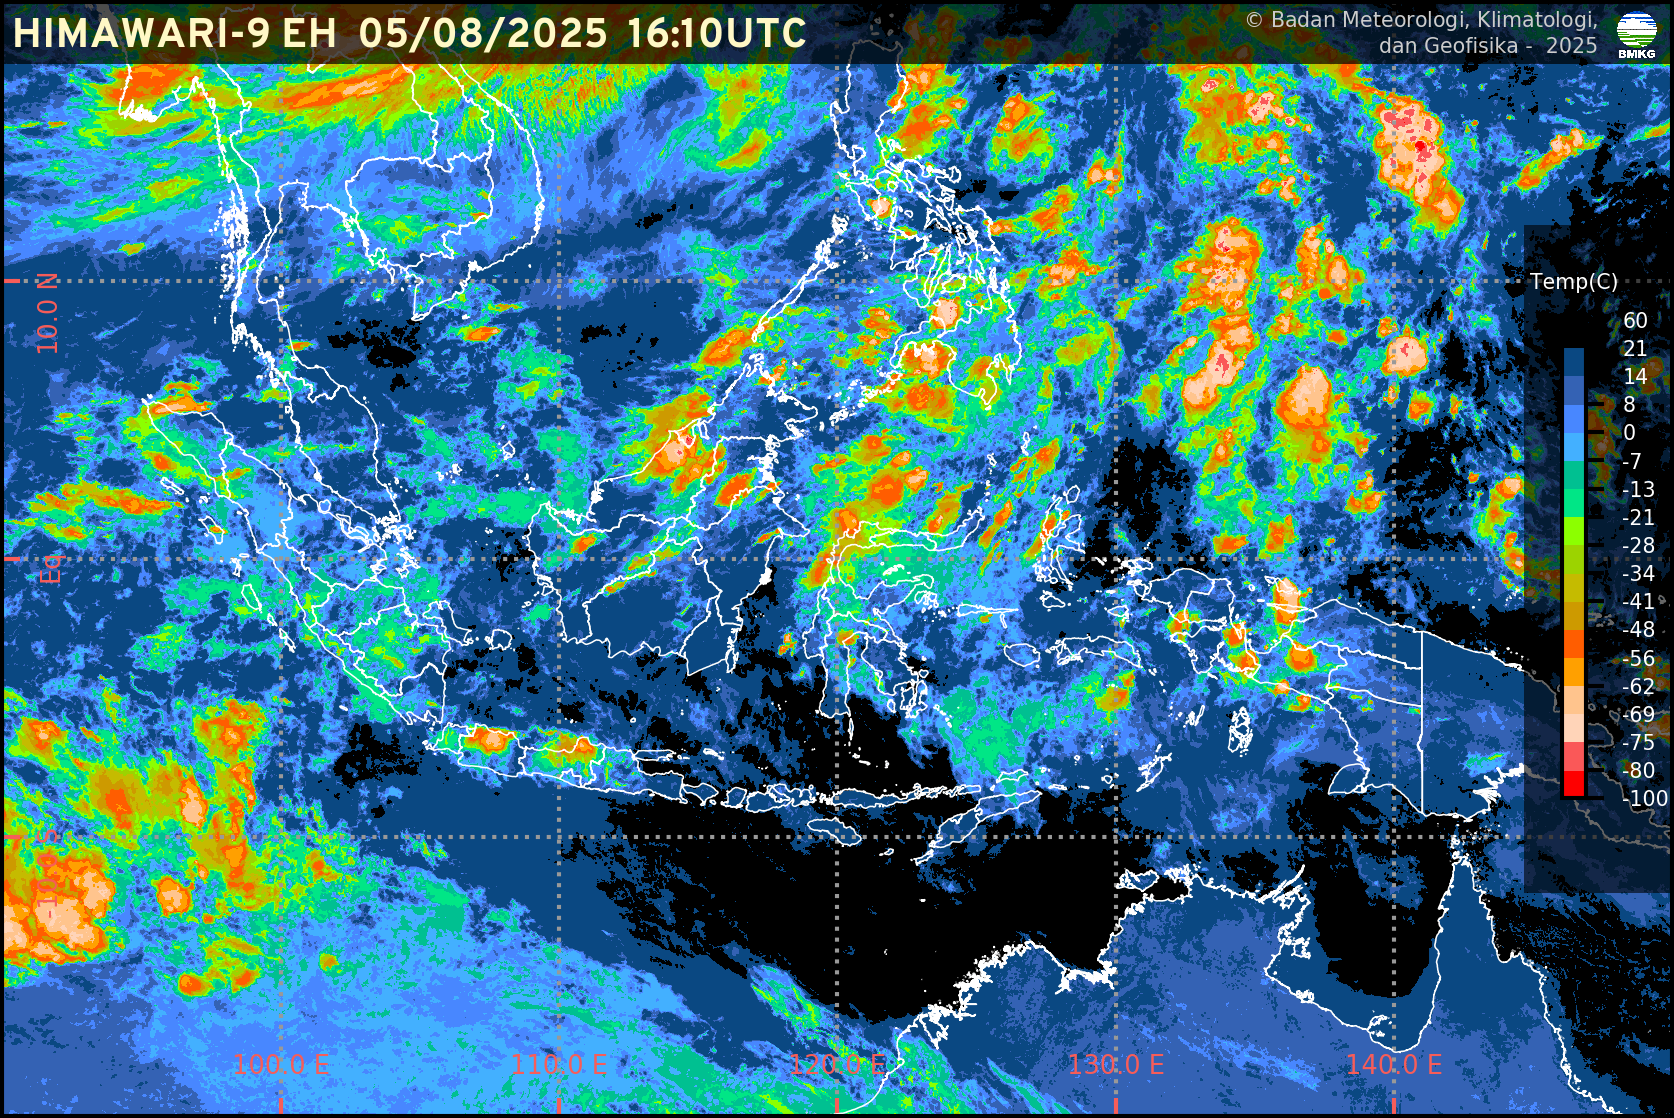 HIMAWARI-9 EH 05/08/2025 16:10UTC
© Badan Meteorologi, Klimatologi,
dan Geofisika - 2025
BMKG
10.0 N
Eq
Temp(C)
60
21
14
8
0
-7
-13
-21
-28
-34
-41
-48
-56
-62
-69
-75
-80
-100
100.0 E
110.0 E
120.0 E
130.0 E
140.0 E